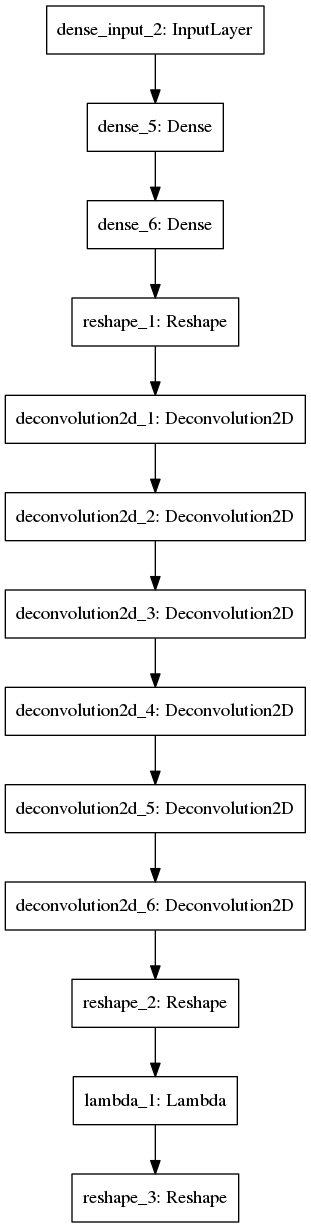 dense_input_2: InputLayer
dense_5: Dense
dense_6: Dense
reshape_1: Reshape
deconvolution2d_1: Deconvolution2D
deconvolution2d_2: Deconvolution2D
deconvolution2d_3: Deconvolution2D
deconvolution2d_4: Deconvolution2D
deconvolution2d_5: Deconvolution2D
deconvolution2d_6: Deconvolution2D
reshape_2: Reshape
lambda_1: Lambda
reshape_3: Reshape